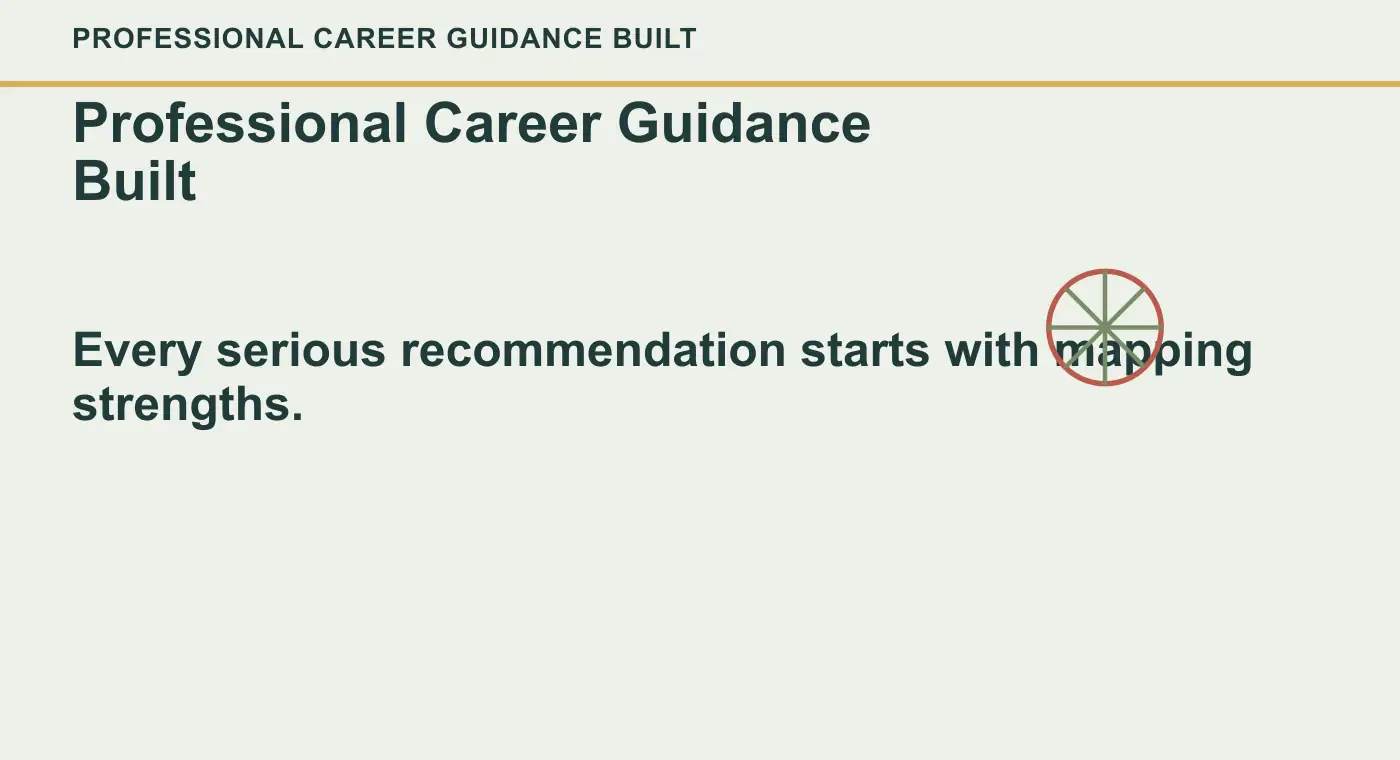 PROFESSIONAL CAREER GUIDANCE BUILT
Professional Career Guidance
Built
Every serious recommendation starts with mapping
strengths.